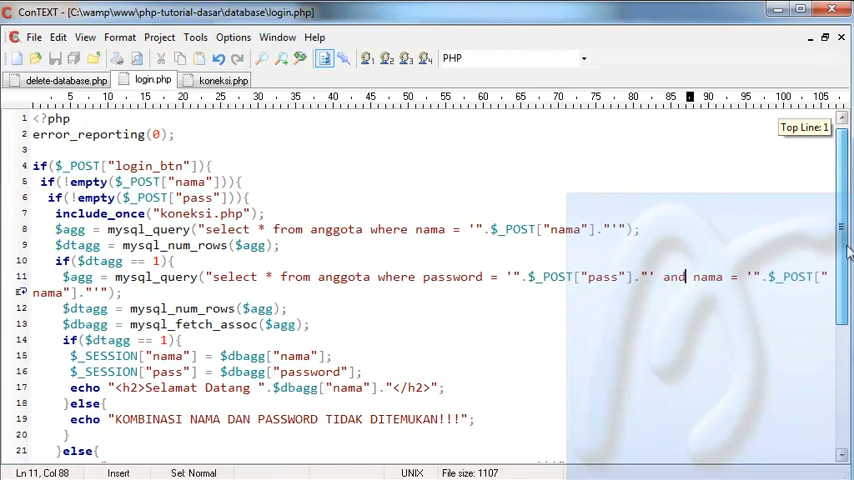 ConTEXT - [C:\wamp\www\php-tutorial-dasar\database\login.php]
File Edit View Format Project Tools Options Window Help
PHP
delete-database.php login.php koneksi.php
5 10 15 20 25 30 35 40 45 50 55 60 65 70 75 80 85 90 95 100 105
1 <?php
Top Line: 1
2 error_reporting(0);
3
4 if($_POST["login_btn"]){
5 if(!empty($_POST["nama"])){
6 if(!empty($_POST["pass"])){
7 include_once("koneksi.php");
8 $agg = mysql_query("select * from anggota where nama = '".$_POST["nama"]."'");
9 $dtagg = mysql_num_rows($agg);
10 if($dtagg == 1){
11 $agg = mysql_query("select * from anggota where password = '".$_POST["pass"]."' and nama = '".$_POST["
nama"]."'");
12 $dtagg = mysql_num_rows($agg);
13 $dbagg = mysql_fetch_assoc($agg);
14 if($dtagg == 1){
15 $_SESSION["nama"] = $dbagg["nama"];
16 $_SESSION["pass"] = $dbagg["password"];
17 echo "<h2>Selamat Datang ".$dbagg["nama"]."</h2>";
18 }else{
19 echo "KOMBINASI NAMA DAN PASSWORD TIDAK DITEMUKAN!!!";
20 }
21 }else{
Ln 11, Col 88 Insert Sel: Normal UNIX File size: 1107